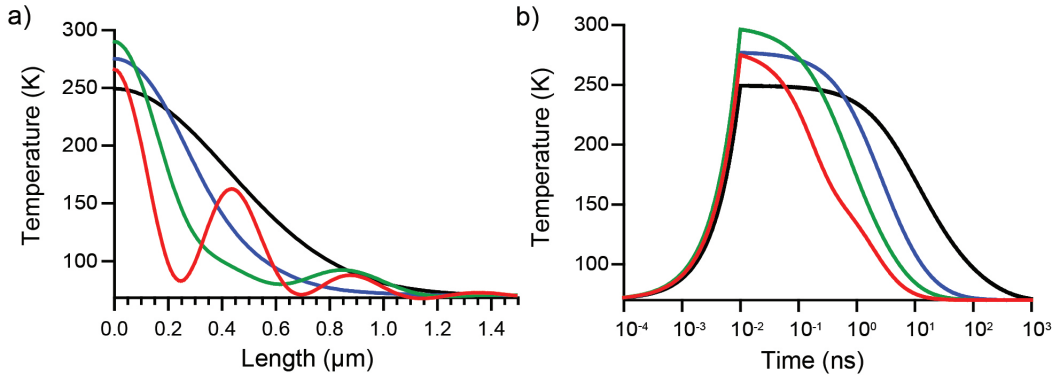 a)
300
250
200
150
100
Temperature (K)
0.0 0.2 0.4 0.6 0.8 1.0 1.2 1.4
Length (µm)
b)
300
250
200
150
100
Temperature (K)
10⁻⁴ 10⁻³ 10⁻² 10⁻¹ 10⁰ 10¹ 10² 10³
Time (ns)